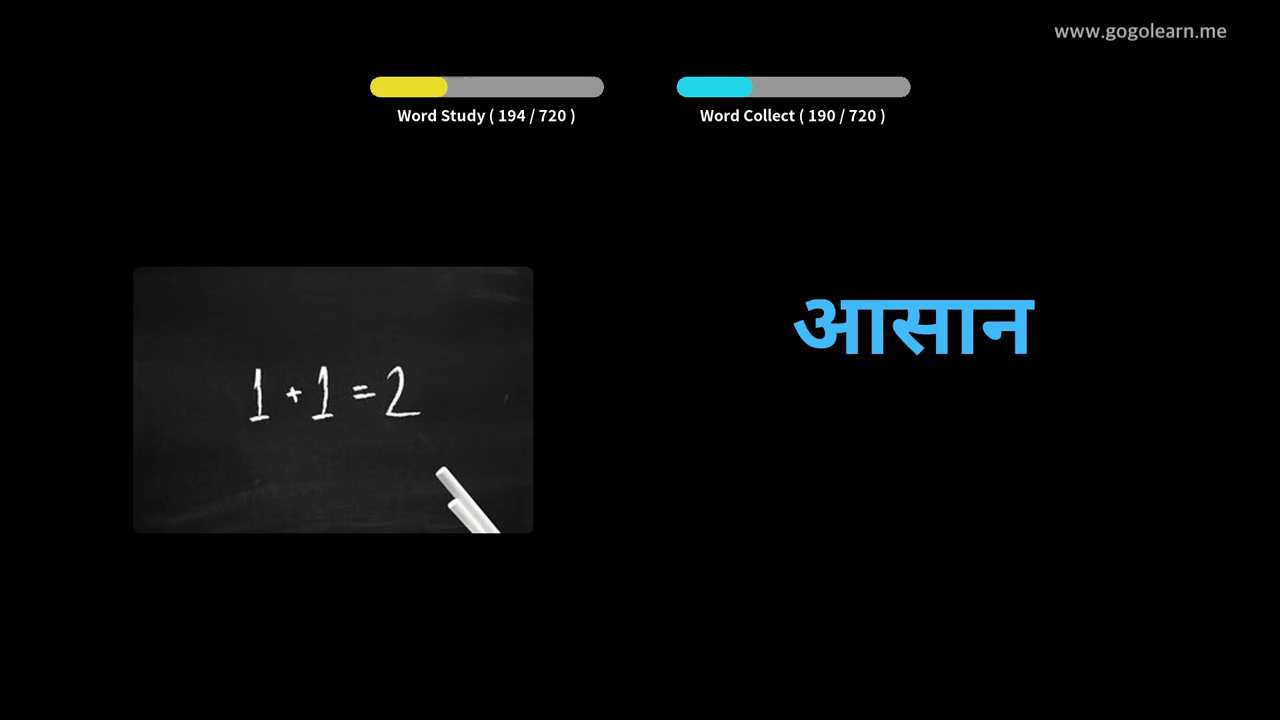 www.gogolearn.me
Word Study ( 194 / 720 )
Word Collect ( 190 / 720 )
1 + 1 = 2
आसान